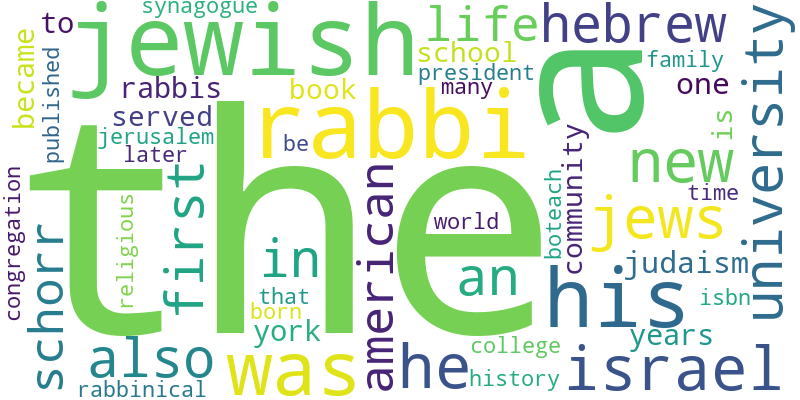 synagogue
to
jewish
life
hebrew
became
published
school
president
family
a
university
rabbis
book
many
one
served
rabbi
jerusalem
be
is
later
the
new
community
congregation
religious
first
american
world
boteach
time
jews
schorr
in
an
judaism
that
his
isbn
born
york
years
also
was
he
college
israel
history
rabbinical